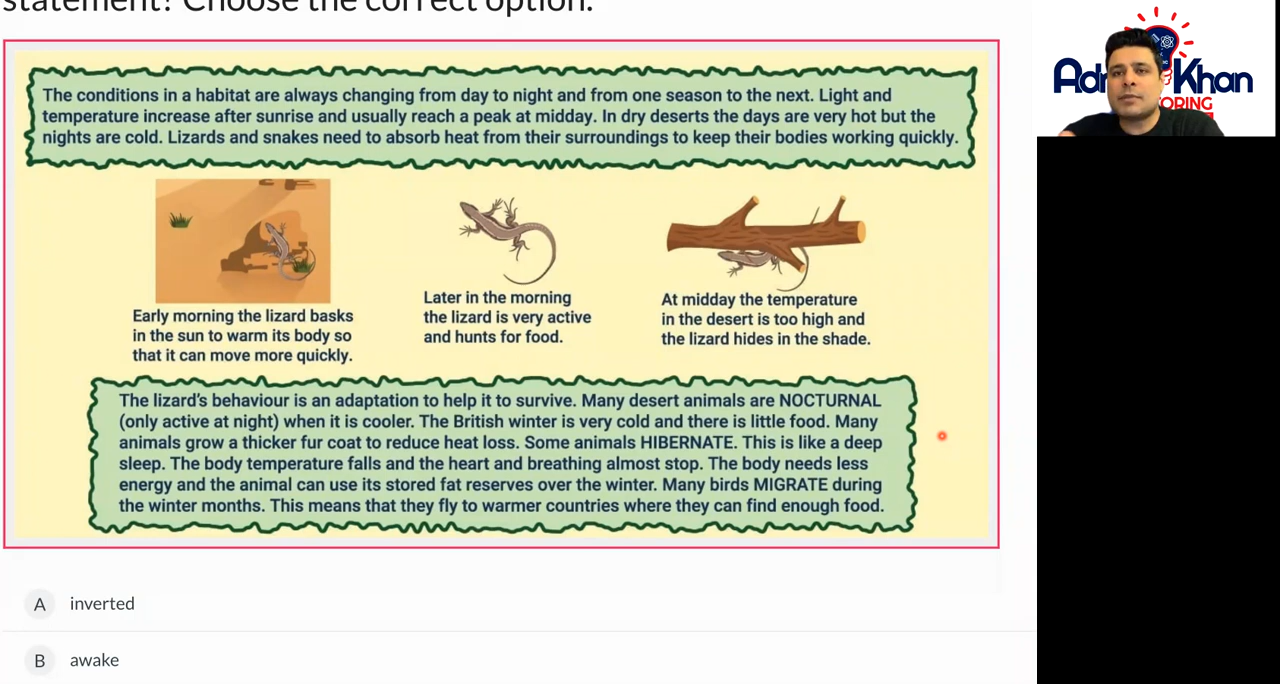 statement? Choose the correct option.
The conditions in a habitat are always changing from day to night and from one season to the next. Light and
temperature increase after sunrise and usually reach a peak at midday. In dry deserts the days are very hot but the
nights are cold. Lizards and snakes need to absorb heat from their surroundings to keep their bodies working quickly.
Early morning the lizard basks
in the sun to warm its body so
that it can move more quickly.
Later in the morning
the lizard is very active
and hunts for food.
At midday the temperature
in the desert is too high and
the lizard hides in the shade.
The lizard's behaviour is an adaptation to help it to survive. Many desert animals are NOCTURNAL
(only active at night) when it is cooler. The British winter is very cold and there is little food. Many
animals grow a thicker fur coat to reduce heat loss. Some animals HIBERNATE. This is like a deep
sleep. The body temperature falls and the heart and breathing almost stop. The body needs less
energy and the animal can use its stored fat reserves over the winter. Many birds MIGRATE during
the winter months. This means that they fly to warmer countries where they can find enough food.
A inverted
B awake
Khan